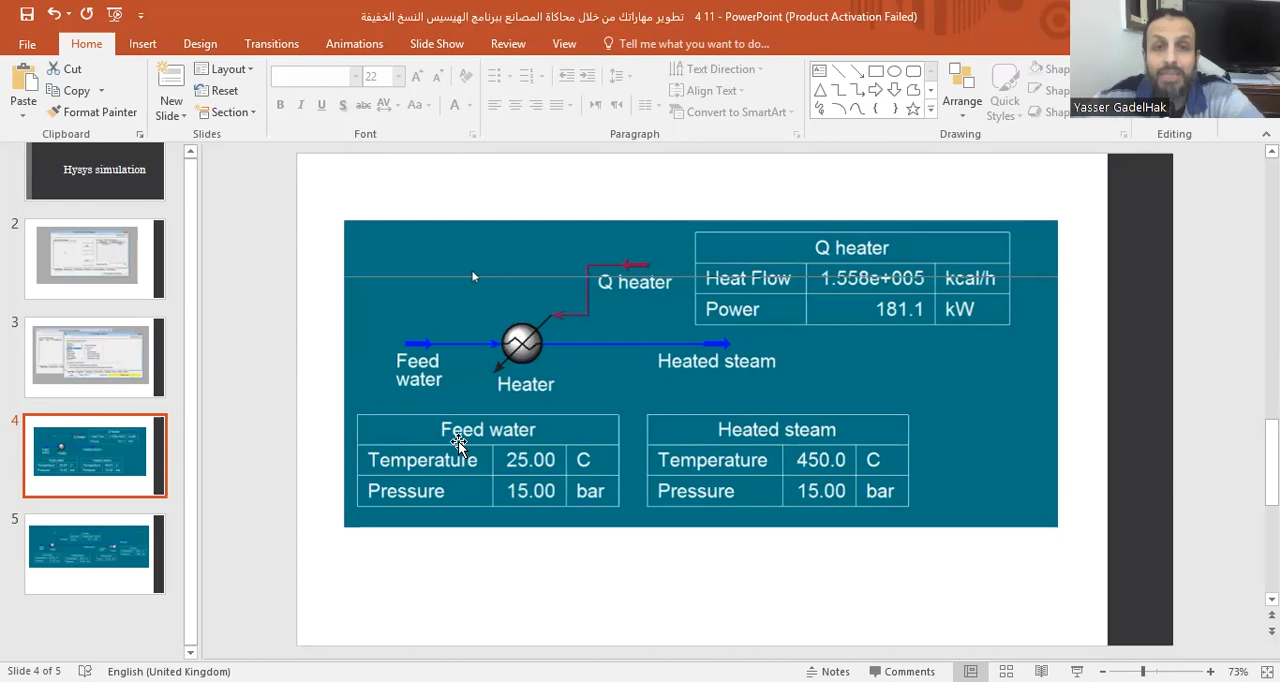 4 11 - تطوير مهاراتك من خلال محاكاة المصانع ببرنامج الهيسيس النسخ الخفيفة - PowerPoint (Product Activation Failed)
File Home Insert Design Transitions Animations Slide Show Review View Tell me what you want to do...
Paste
Cut
Copy
Format Painter
Clipboard
New Slide
Layout
Reset
Section
Slides
22
B I U S abc AV Aa A
Font
Paragraph
Text Direction
Align Text
Convert to SmartArt
Arrange
Quick Styles
Drawing
Editing
Yasser GadelHak
Hysys simulation
2
3
4
5
Q heater
Heat Flow 1.558e+005 kcal/h
Power 181.1 kW
Q heater
Feed water
Heater
Heated steam
Feed water
Temperature 25.00 C
Pressure 15.00 bar
Heated steam
Temperature 450.0 C
Pressure 15.00 bar
Slide 4 of 5 English (United Kingdom) Notes Comments 73%